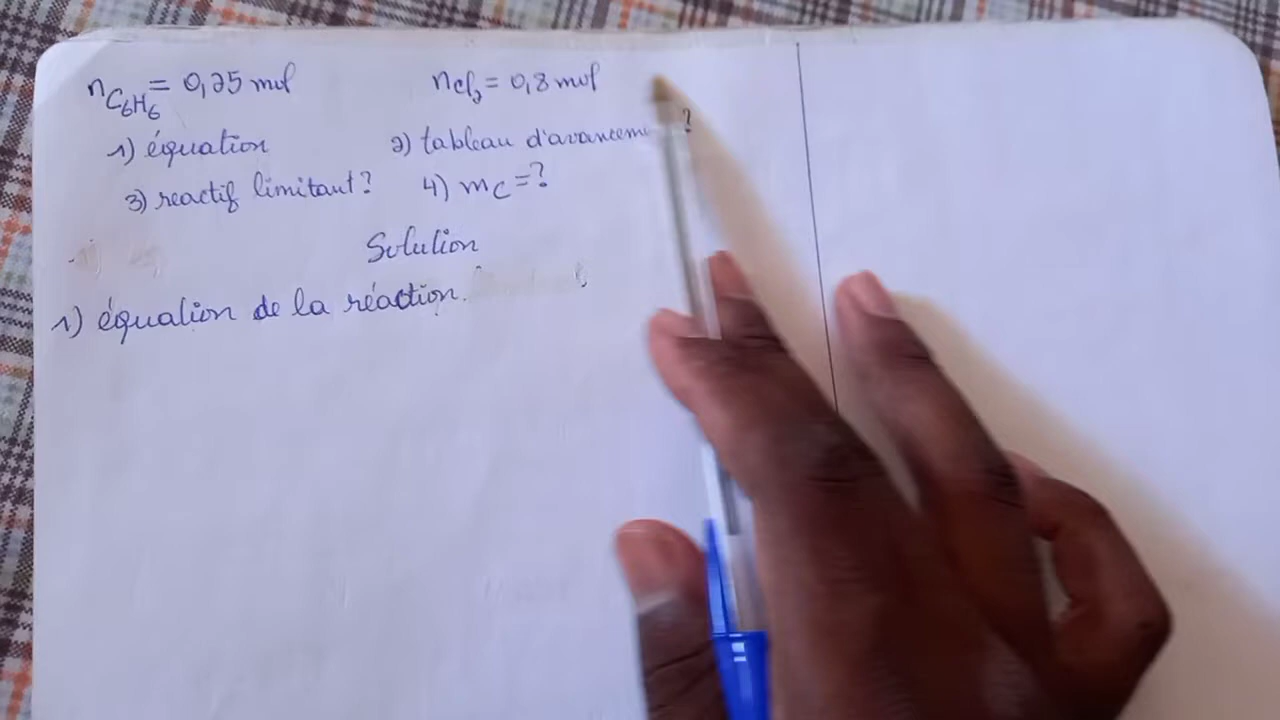 nC₆H₆ = 0,25 mol nCl₂ = 0,8 mol
1) équation 2) tableau d'avanceme ?
3) reactif limitant? 4) mC = ?
Solution
1) équation de la réaction.